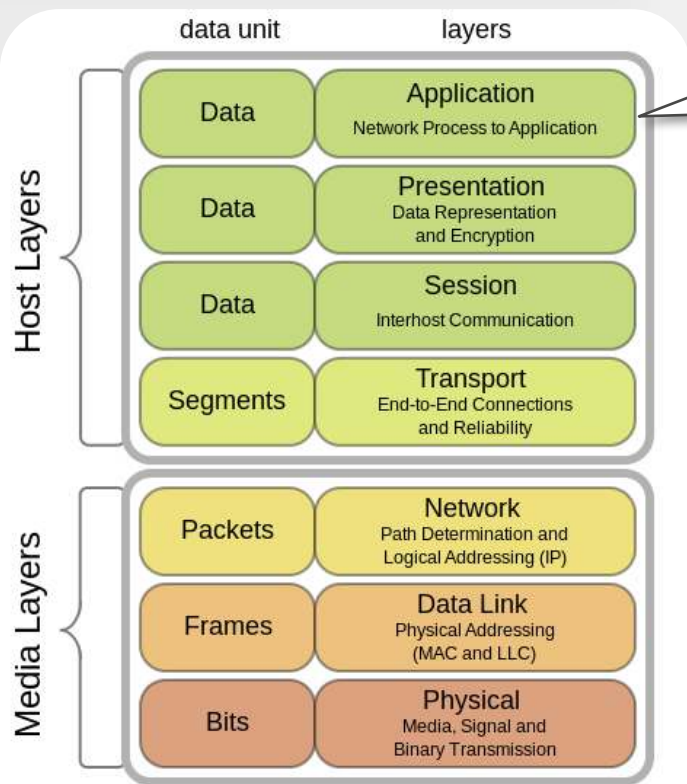 data unit layers
Host Layers
Data
Application
Network Process to Application
Data
Presentation
Data Representation
and Encryption
Data
Session
Interhost Communication
Segments
Transport
End-to-End Connections
and Reliability
Media Layers
Packets
Network
Path Determination and
Logical Addressing (IP)
Frames
Data Link
Physical Addressing
(MAC and LLC)
Bits
Physical
Media, Signal and
Binary Transmission